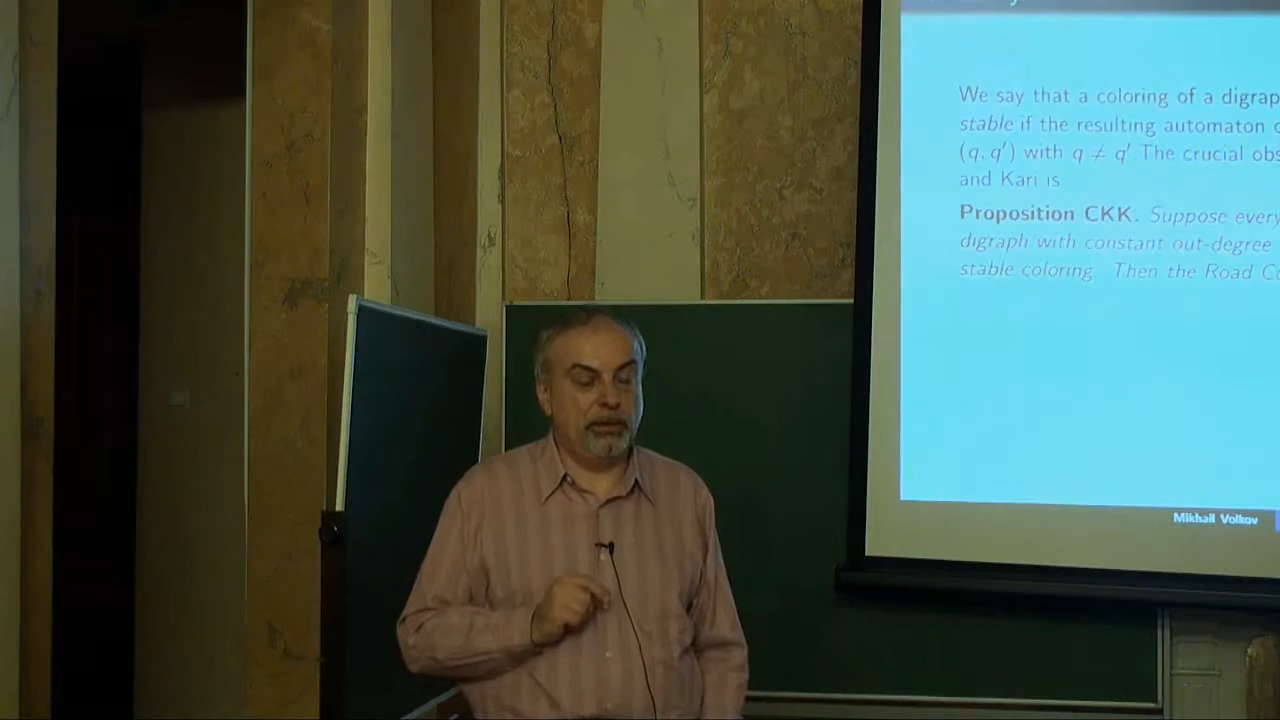 We say that a coloring of a digrap
stable if the resulting automaton
(q, q′) with q ≠ q′. The crucial obs
and Kari is
Proposition CKK. Suppose every
digraph with constant out-degree
stable coloring. Then the Road Co
Mikhail Volkov